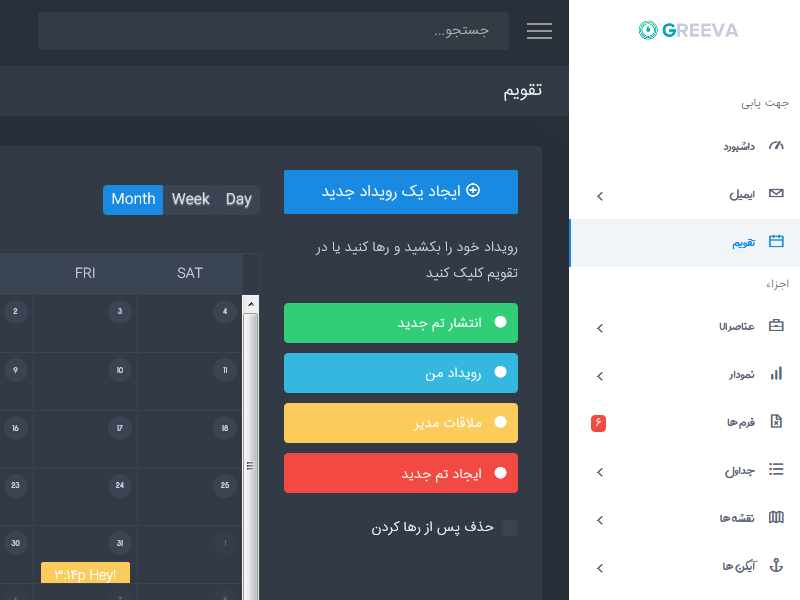 GREEVA
جهت یابی
داشبورد
ایمیل
تقویم
اجزاء
عناصرUI
نمودار
فرم ها
۶
جداول
نقشه ها
آیکن ها
جستجو...
تقویم
ایجاد یک رویداد جدید
رویداد خود را بکشید و رها کنید یا در
تقویم کلیک کنید
انتشار تم جدید
رویداد من
ملاقات مدیر
ایجاد تم جدید
حذف پس از رها کردن
Month Week Day
FRI SAT
2 3 4
9 10 11
16 17 18
23 24 25
30 31 1
۳:۱۴p Hey!